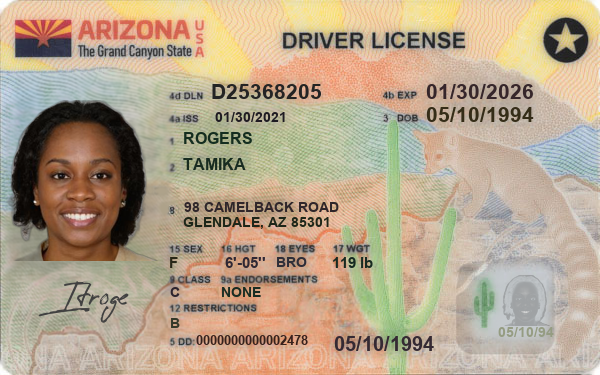 ARIZONA USA
The Grand Canyon State
DRIVER LICENSE
4d DLN D25368205
4b EXP 01/30/2026
4a ISS 01/30/2021
3 DOB 05/10/1994
1 ROGERS
2 TAMIKA
8 98 CAMELBACK ROAD
GLENDALE, AZ 85301
15 SEX 16 HGT 18 EYES 17 WGT
F 6'-05" BRO 119 lb
9 CLASS 9a ENDORSEMENTS
C NONE
12 RESTRICTIONS
B
5 DD: 0000000000002478
05/10/1994
05/10/94
ARIZONA ARIZONA ARIZONA ARIZONA